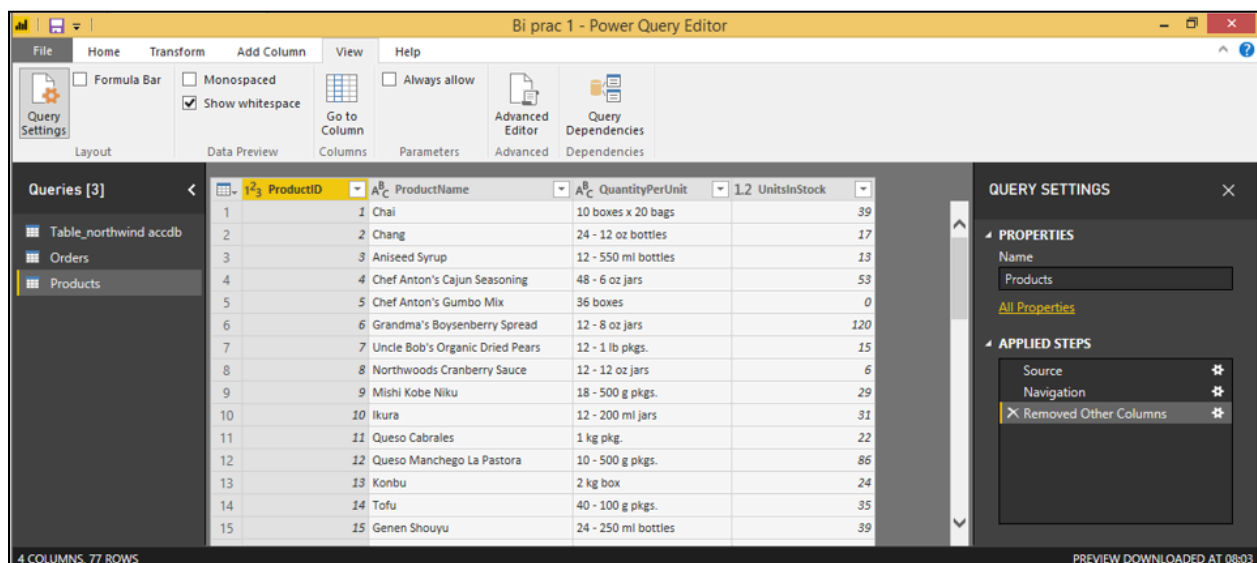 Bi prac 1 - Power Query Editor
File Home Transform Add Column View Help
Query Settings
Formula Bar
Layout
Monospaced
Show whitespace
Data Preview
Go to Column
Columns
Always allow
Parameters
Advanced Editor
Advanced
Query Dependencies
Dependencies
Queries [3]
Table_northwind accdb
Orders
Products
1²3 ProductID ABC ProductName ABC QuantityPerUnit 1.2 UnitsInStock
1 1 Chai 10 boxes x 20 bags 39
2 2 Chang 24 - 12 oz bottles 17
3 3 Aniseed Syrup 12 - 550 ml bottles 13
4 4 Chef Anton's Cajun Seasoning 48 - 6 oz jars 53
5 5 Chef Anton's Gumbo Mix 36 boxes 0
6 6 Grandma's Boysenberry Spread 12 - 8 oz jars 120
7 7 Uncle Bob's Organic Dried Pears 12 - 1 lb pkgs. 15
8 8 Northwoods Cranberry Sauce 12 - 12 oz jars 6
9 9 Mishi Kobe Niku 18 - 500 g pkgs. 29
10 10 Ikura 12 - 200 ml jars 31
11 11 Queso Cabrales 1 kg pkg. 22
12 12 Queso Manchego La Pastora 10 - 500 g pkgs. 86
13 13 Konbu 2 kg box 24
14 14 Tofu 40 - 100 g pkgs. 35
15 15 Genen Shouyu 24 - 250 ml bottles 39
QUERY SETTINGS
PROPERTIES
Name
Products
All Properties
APPLIED STEPS
Source
Navigation
Removed Other Columns
4 COLUMNS, 77 ROWS
PREVIEW DOWNLOADED AT 08:03